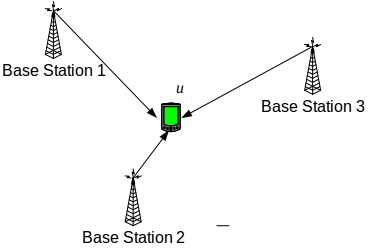 Base Station 1
u
Base Station 3
Base Station 2